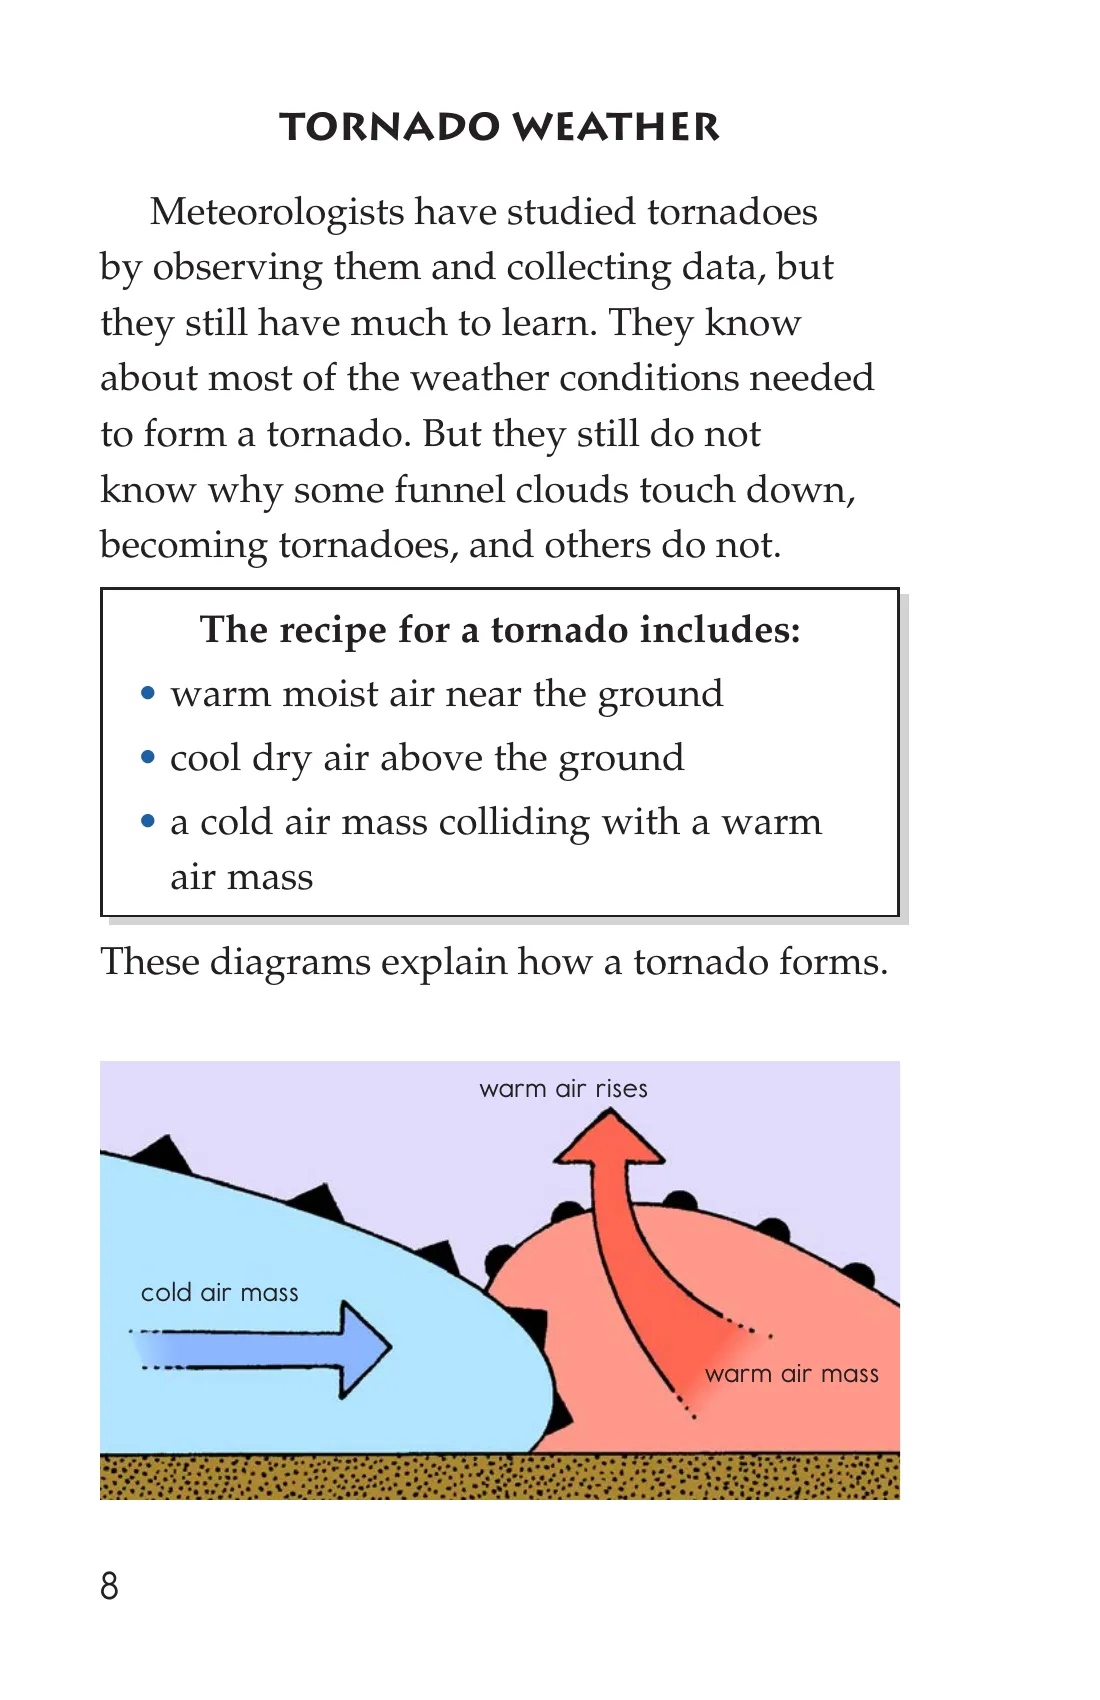 TORNADO WEATHER
Meteorologists have studied tornadoes
by observing them and collecting data, but
they still have much to learn. They know
about most of the weather conditions needed
to form a tornado. But they still do not
know why some funnel clouds touch down,
becoming tornadoes, and others do not.
The recipe for a tornado includes:
• warm moist air near the ground
• cool dry air above the ground
• a cold air mass colliding with a warm
air mass
These diagrams explain how a tornado forms.
warm air rises
cold air mass
warm air mass
8